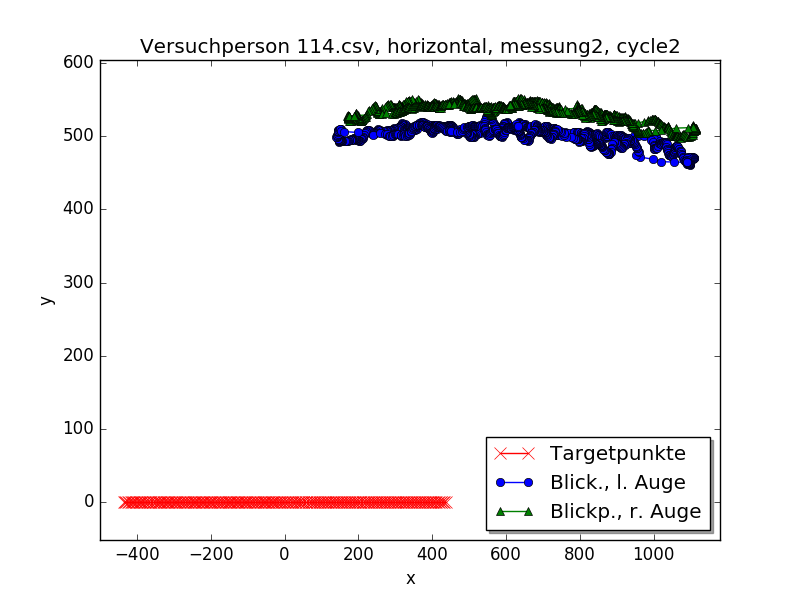 Versuchperson 114.csv, horizontal, messung2, cycle2
600
500
400
300
200
100
0
y
−400 −200 0 200 400 600 800 1000
x
Targetpunkte
Blick., l. Auge
Blickp., r. Auge